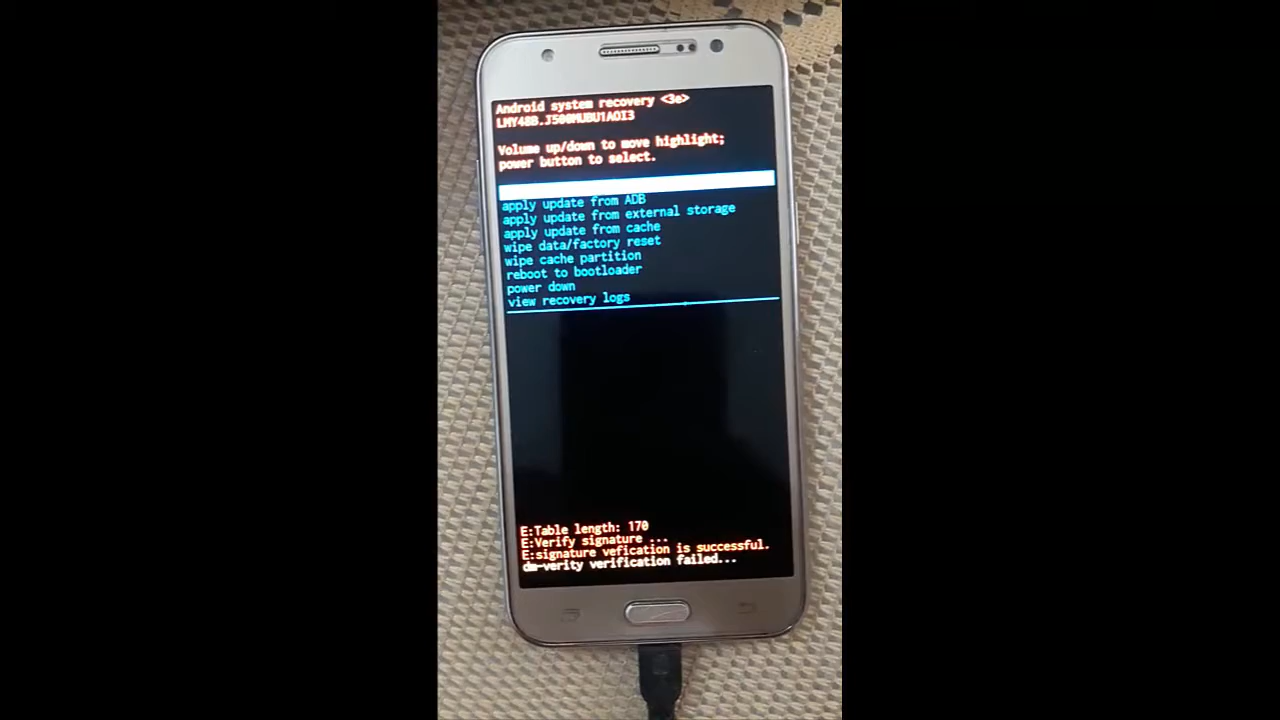 Android system recovery <3e>
LMY48B.J500MUBU1AOI3
Volume up/down to move highlight;
power button to select.
apply update from ADB
apply update from external storage
apply update from cache
wipe data/factory reset
wipe cache partition
reboot to bootloader
power down
view recovery logs
E:Table length: 170
E:Verify signature ...
E:signature vefication is successful.
dm-verity verification failed...